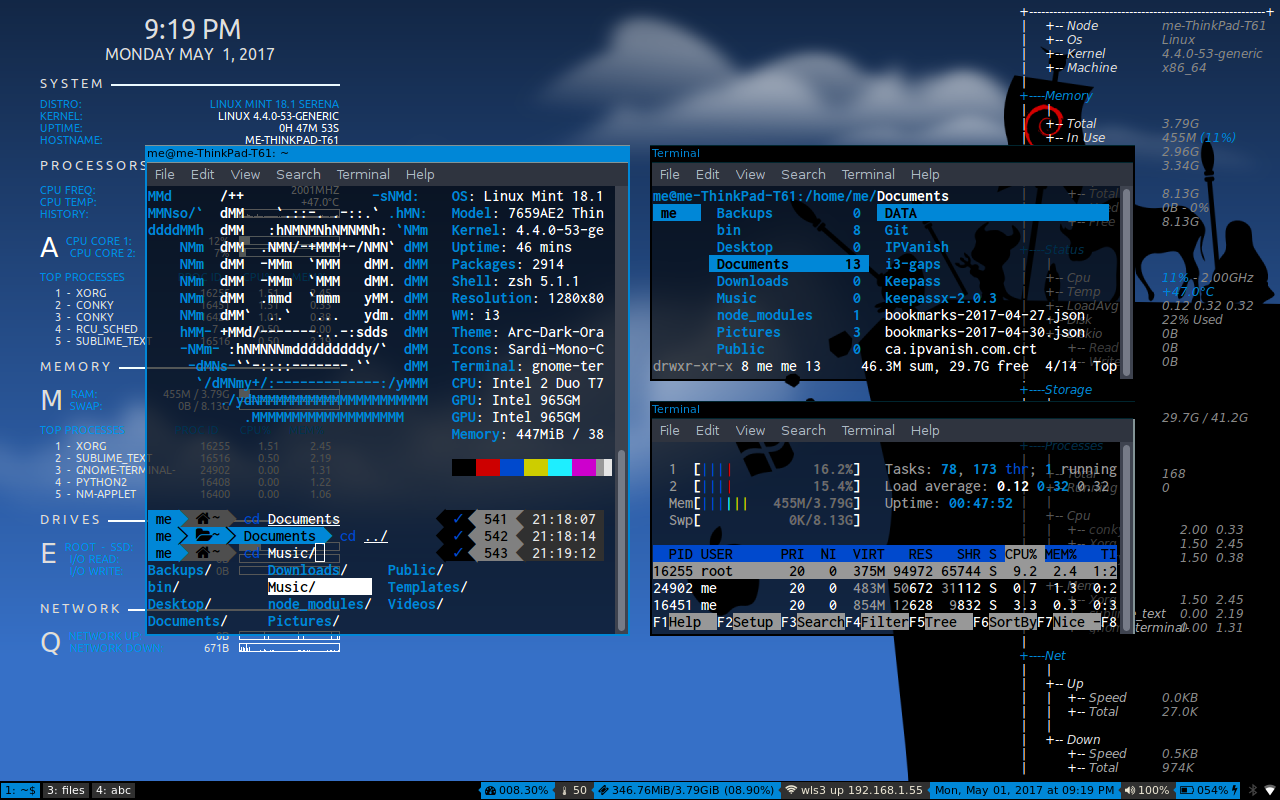 9:19 PM
MONDAY MAY 1, 2017
SYSTEM
DISTRO: LINUX MINT 18.1 SERENA
KERNEL: LINUX 4.4.0-53-GENERIC
UPTIME: 0H 47M 53S
HOSTNAME: ME-THINKPAD-T61
PROCESSORS
CPU FREQ: 2001MHZ
CPU TEMP: +47.0°C
HISTORY:
A CPU CORE 1:
CPU CORE 2:
TOP PROCESSES
1 - XORG 16255 1.51
2 - CONKY
3 - CONKY
4 - RCU_SCHED
5 - SUBLIME_TEXT 16516
MEMORY
M RAM: 455M / 3.79G
SWAP: 0B / 8.13G
TOP PROCESSES
1 - XORG 16255 1.51 2.45
2 - SUBLIME_TEXT 16516 0.50 2.19
3 - GNOME-TERMINAL- 24902 0.00 1.31
4 - PYTHON2 16408 0.00 1.22
5 - NM-APPLET 16400 0.00 1.06
DRIVES
E ROOT - SSD:
I/O READ: 0B
I/O WRITE: 0B
NETWORK
Q NETWORK UP: 0B
NETWORK DOWN: 671B
me@me-ThinkPad-T61: ~
File Edit View Search Terminal Help
MMd /++ -sNMd:
OS: Linux Mint 18.1
Model: 7659AE2 Thin
Kernel: 4.4.0-53-ge
Uptime: 46 mins
Packages: 2914
Shell: zsh 5.1.1
Resolution: 1280x80
WM: i3
Theme: Arc-Dark-Ora
Icons: Sardi-Mono-C
Terminal: gnome-ter
CPU: Intel 2 Duo T7
GPU: Intel 965GM
GPU: Intel 965GM
Memory: 447MiB / 38
me ~ cd Documents ✓ 541 21:18:07
me ~ Documents cd ../ ✓ 542 21:18:14
me ~ cd Music/ ✓ 543 21:19:12
Backups/ Downloads/ Public/
bin/ Music/ Templates/
Desktop/ node_modules/ Videos/
Documents/ Pictures/
Terminal
File Edit View Search Terminal Help
me@me-ThinkPad-T61:/home/me/Documents
me Backups 0 DATA
bin 8 Git
Desktop 0 IPVanish
Documents 13 i3-gaps
Downloads 0 Keepass
Music 0 keepassx-2.0.3
node_modules 1 bookmarks-2017-04-27.json
Pictures 3 bookmarks-2017-04-30.json
Public 0 ca.ipvanish.com.crt
drwxr-xr-x 8 me me 13 46.3M sum, 29.7G free 4/14 Top
Terminal
File Edit View Search Terminal Help
1 [||| 16.2%] Tasks: 78, 173 thr; 1 running
2 [||| 15.4%] Load average: 0.12 0.32 0.32
Mem[|||||| 455M/3.79G] Uptime: 00:47:52
Swp[ 0K/8.13G]
PID USER PRI NI VIRT RES SHR S CPU% MEM% TI
16255 root 20 0 375M 94972 65744 S 9.2 2.4 1:2
24902 me 20 0 483M 50672 31112 S 0.7 1.3 0:2
16451 me 20 0 854M 12628 9832 S 3.3 0.3 0:3
F1Help F2Setup F3Search F4Filter F5Tree F6SortBy F7Nice -F8
+-- Node me-ThinkPad-T61
+-- Os Linux
+-- Kernel 4.4.0-53-generic
+-- Machine x86_64
+----Memory
+-- Total 3.79G
+-- In Use 455M (11%)
2.96G
3.34G
Total 8.13G
0B - 0%
Free 8.13G
Status
Cpu 11% - 2.00GHz
Temp +47.0°C
LoadAvg 0.12 0.32 0.32
22% Used
0B
Read 0B
0B
+----Storage
29.7G / 41.2G
Processes
168
0
Cpu
conky 2.00 0.33
Xorg 1.50 2.45
1.50 0.38
1.50 2.45
0.00 2.19
terminal- 0.00 1.31
+----Net
+-- Up
+-- Speed 0.0KB
+-- Total 27.0K
+-- Down
+-- Speed 0.5KB
+-- Total 974K
1: ~$ 3: files 4: abc
008.30% 50 346.76MiB/3.79GiB (08.90%) wls3 up 192.168.1.55 Mon, May 01, 2017 at 09:19 PM 100% 054%